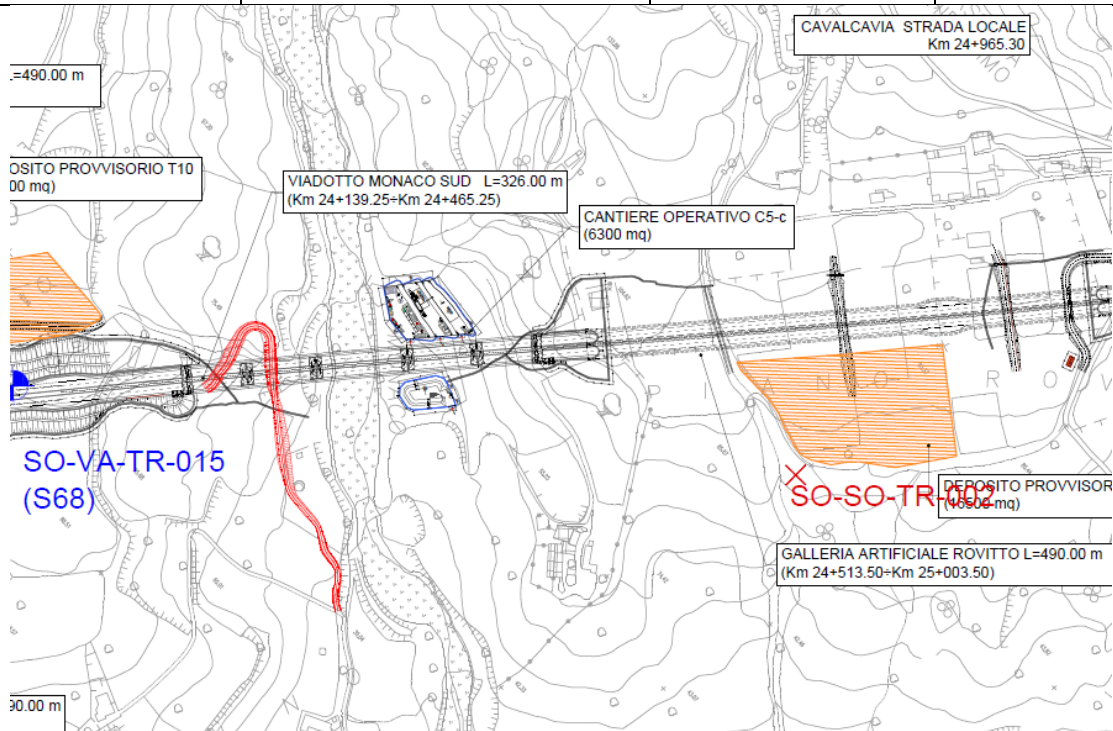 CAVALCAVIA STRADA LOCALE
Km 24+965.30
L=490.00 m
OSITO PROVVISORIO T10
00 mq)
VIADOTTO MONACO SUD L=326.00 m
(Km 24+139.25÷Km 24+465.25)
CANTIERE OPERATIVO C5-c
(6300 mq)
P I A N O R O V
SO-VA-TR-015
(S68)
SO-SO-TR-002
DEPOSITO PROVVISOR
(16500 mq)
GALLERIA ARTIFICIALE ROVITTO L=490.00 m
(Km 24+513.50÷Km 25+003.50)
90.00 m